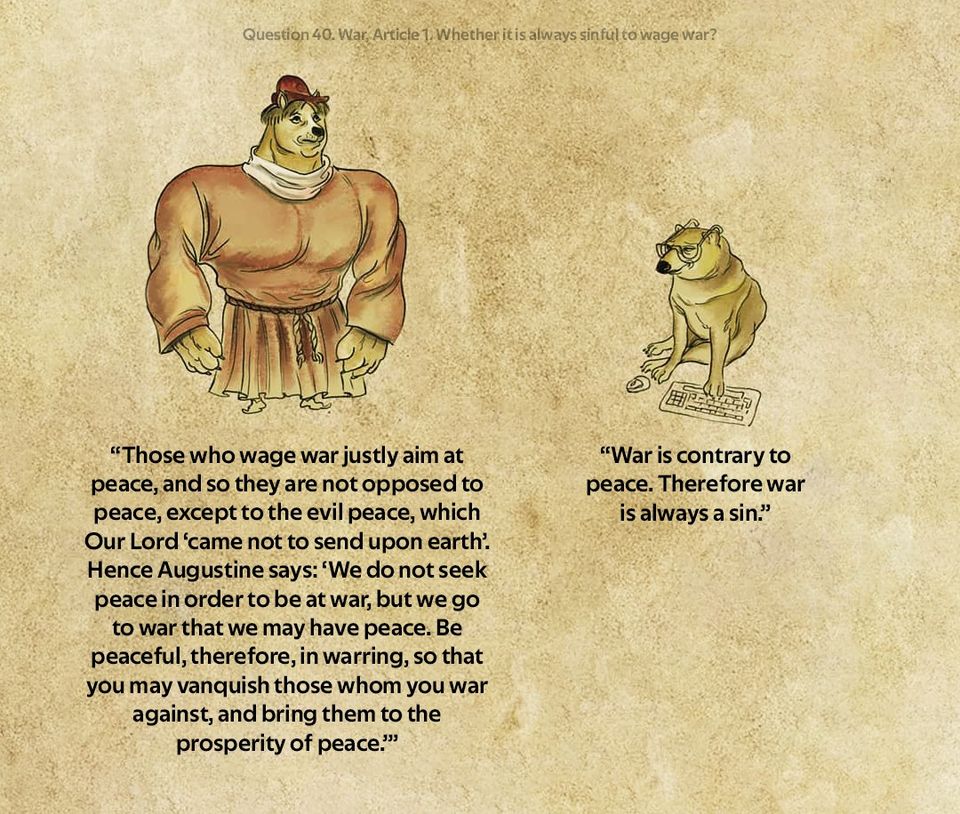 Question 40. War, Article 1. Whether it is always sinful to wage war?
“Those who wage war justly aim at
peace, and so they are not opposed to
peace, except to the evil peace, which
Our Lord ‘came not to send upon earth’.
Hence Augustine says: ‘We do not seek
peace in order to be at war, but we go
to war that we may have peace. Be
peaceful, therefore, in warring, so that
you may vanquish those whom you war
against, and bring them to the
prosperity of peace.’”
“War is contrary to
peace. Therefore war
is always a sin.”